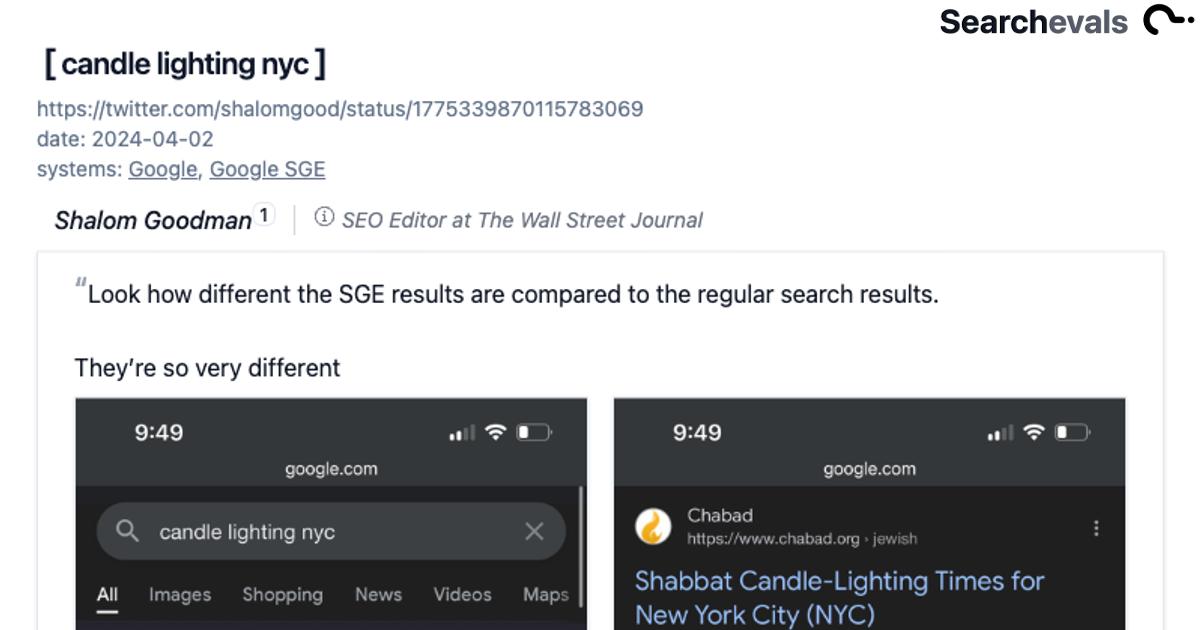 Searchevals
[ candle lighting nyc ]
https://twitter.com/shalomgood/status/1775339870115783069
date: 2024-04-02
systems: Google, Google SGE
Shalom Goodman 1
SEO Editor at The Wall Street Journal
"Look how different the SGE results are compared to the regular search results.
They’re so very different
9:49
google.com
candle lighting nyc
All Images Shopping News Videos Maps
9:49
google.com
Chabad
https://www.chabad.org › jewish
Shabbat Candle-Lighting Times for
New York City (NYC)